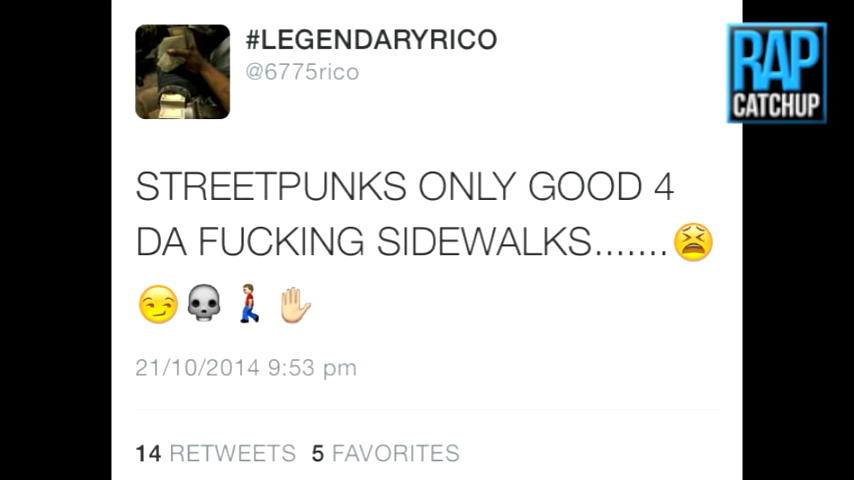 #LEGENDARYRICO
@6775rico
RAP
CATCHUP
STREETPUNKS ONLY GOOD 4
DA FUCKING SIDEWALKS.......😫
😏💀🚶✋
21/10/2014 9:53 pm
14 RETWEETS 5 FAVORITES